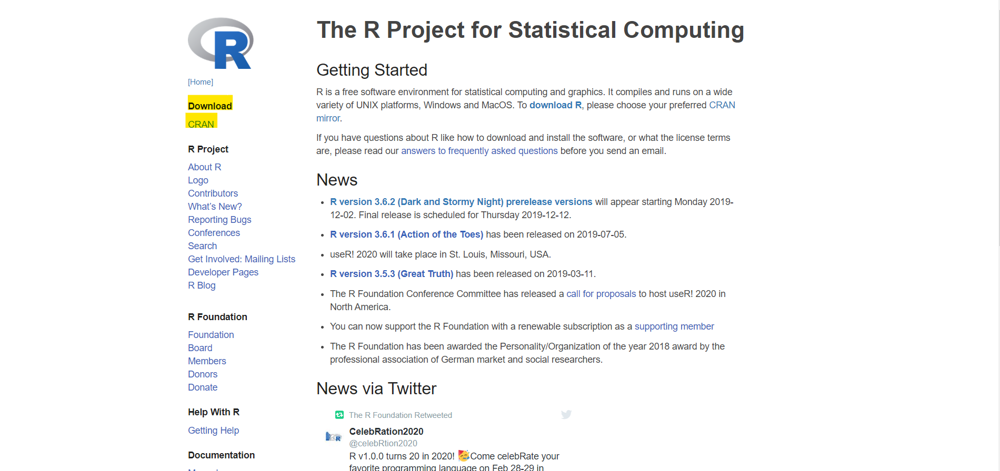 R
[Home]
Download
CRAN
R Project
About R
Logo
Contributors
What’s New?
Reporting Bugs
Conferences
Search
Get Involved: Mailing Lists
Developer Pages
R Blog
R Foundation
Foundation
Board
Members
Donors
Donate
Help With R
Getting Help
Documentation
The R Project for Statistical Computing
Getting Started
R is a free software environment for statistical computing and graphics. It compiles and runs on a wide
variety of UNIX platforms, Windows and MacOS. To download R, please choose your preferred CRAN
mirror.
If you have questions about R like how to download and install the software, or what the license terms
are, please read our answers to frequently asked questions before you send an email.
News
• R version 3.6.2 (Dark and Stormy Night) prerelease versions will appear starting Monday 2019-
12-02. Final release is scheduled for Thursday 2019-12-12.
• R version 3.6.1 (Action of the Toes) has been released on 2019-07-05.
• useR! 2020 will take place in St. Louis, Missouri, USA.
• R version 3.5.3 (Great Truth) has been released on 2019-03-11.
• The R Foundation Conference Committee has released a call for proposals to host useR! 2020 in
North America.
• You can now support the R Foundation with a renewable subscription as a supporting member
• The R Foundation has been awarded the Personality/Organization of the year 2018 award by the
professional association of German market and social researchers.
News via Twitter
The R Foundation Retweeted
CelebRation2020
@celebRtion2020
R v1.0.0 turns 20 in 2020! 🥳Come celebRate your
favorite programming language on Feb 28-29 in